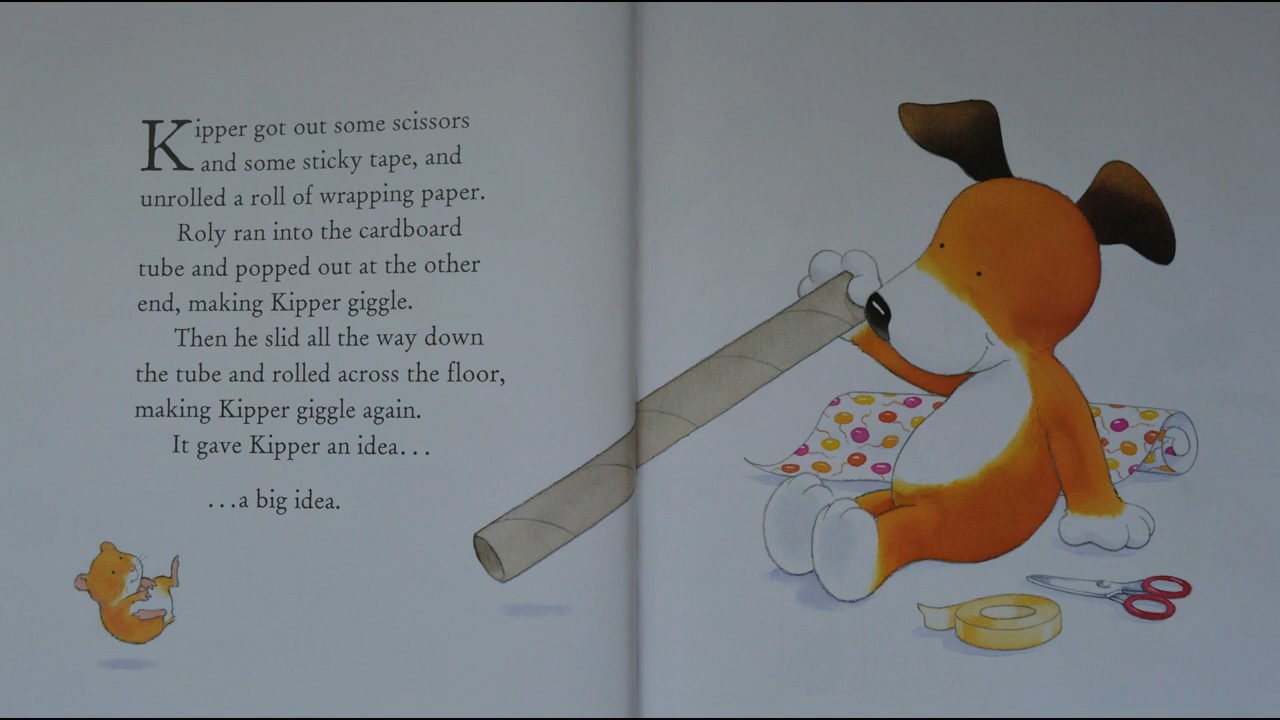 Kipper got out some scissors
and some sticky tape, and
unrolled a roll of wrapping paper.
Roly ran into the cardboard
tube and popped out at the other
end, making Kipper giggle.
Then he slid all the way down
the tube and rolled across the floor,
making Kipper giggle again.
It gave Kipper an idea...
...a big idea.